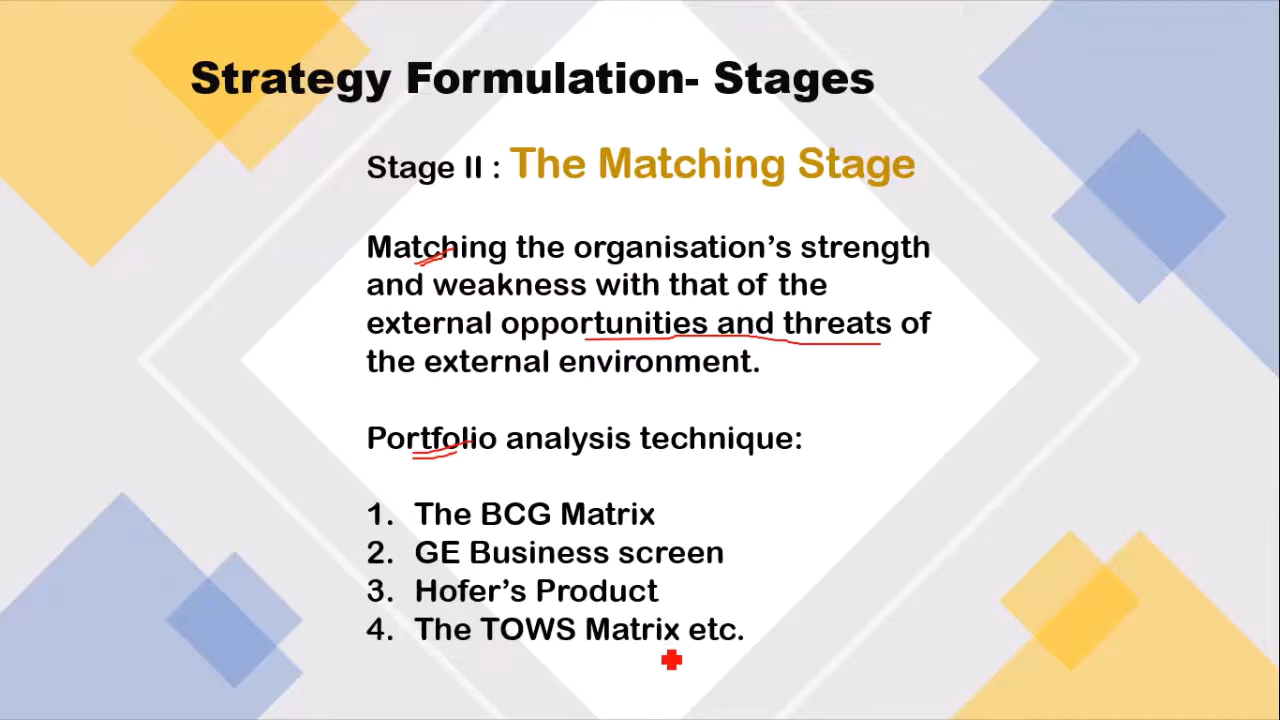 Strategy Formulation- Stages
Stage II : The Matching Stage
Matching the organisation's strength
and weakness with that of the
external opportunities and threats of
the external environment.
Portfolio analysis technique:
1. The BCG Matrix
2. GE Business screen
3. Hofer's Product
4. The TOWS Matrix etc.